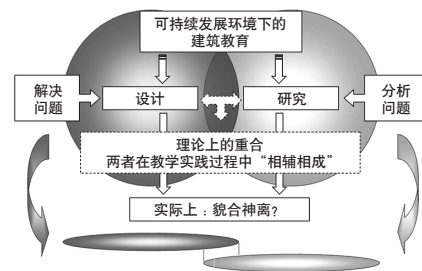 可持续发展环境下的
建筑教育
解决
问题
设计
研究
分析
问题
理论上的重合
两者在教学实践过程中“相辅相成”
实际上：貌合神离?